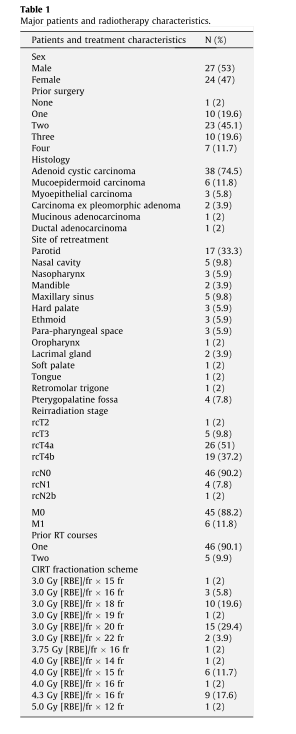 Table 1
Major patients and radiotherapy characteristics.
Patients and treatment characteristics N (%)
Sex
Male 27 (53)
Female 24 (47)
Prior surgery
None 1 (2)
One 10 (19.6)
Two 23 (45.1)
Three 10 (19.6)
Four 7 (11.7)
Histology
Adenoid cystic carcinoma 38 (74.5)
Mucoepidermoid carcinoma 6 (11.8)
Myoepithelial carcinoma 3 (5.8)
Carcinoma ex pleomorphic adenoma 2 (3.9)
Mucinous adenocarcinoma 1 (2)
Ductal adenocarcinoma 1 (2)
Site of retreatment
Parotid 17 (33.3)
Nasal cavity 5 (9.8)
Nasopharynx 3 (5.9)
Mandible 2 (3.9)
Maxillary sinus 5 (9.8)
Hard palate 3 (5.9)
Ethmoid 3 (5.9)
Para-pharyngeal space 3 (5.9)
Oropharynx 1 (2)
Lacrimal gland 2 (3.9)
Soft palate 1 (2)
Tongue 1 (2)
Retromolar trigone 1 (2)
Pterygopalatine fossa 4 (7.8)
Reirradiation stage
rcT2 1 (2)
rcT3 5 (9.8)
rcT4a 26 (51)
rcT4b 19 (37.2)
rcN0 46 (90.2)
rcN1 4 (7.8)
rcN2b 1 (2)
M0 45 (88.2)
M1 6 (11.8)
Prior RT courses
One 46 (90.1)
Two 5 (9.9)
CIRT fractionation scheme
3.0 Gy [RBE]/fr × 15 fr 1 (2)
3.0 Gy [RBE]/fr × 16 fr 3 (5.8)
3.0 Gy [RBE]/fr × 18 fr 10 (19.6)
3.0 Gy [RBE]/fr × 19 fr 1 (2)
3.0 Gy [RBE]/fr × 20 fr 15 (29.4)
3.0 Gy [RBE]/fr × 22 fr 2 (3.9)
3.75 Gy [RBE]/fr × 16 fr 1 (2)
4.0 Gy [RBE]/fr × 14 fr 1 (2)
4.0 Gy [RBE]/fr × 15 fr 6 (11.7)
4.0 Gy [RBE]/fr × 16 fr 1 (2)
4.3 Gy [RBE]/fr × 16 fr 9 (17.6)
5.0 Gy [RBE]/fr × 12 fr 1 (2)